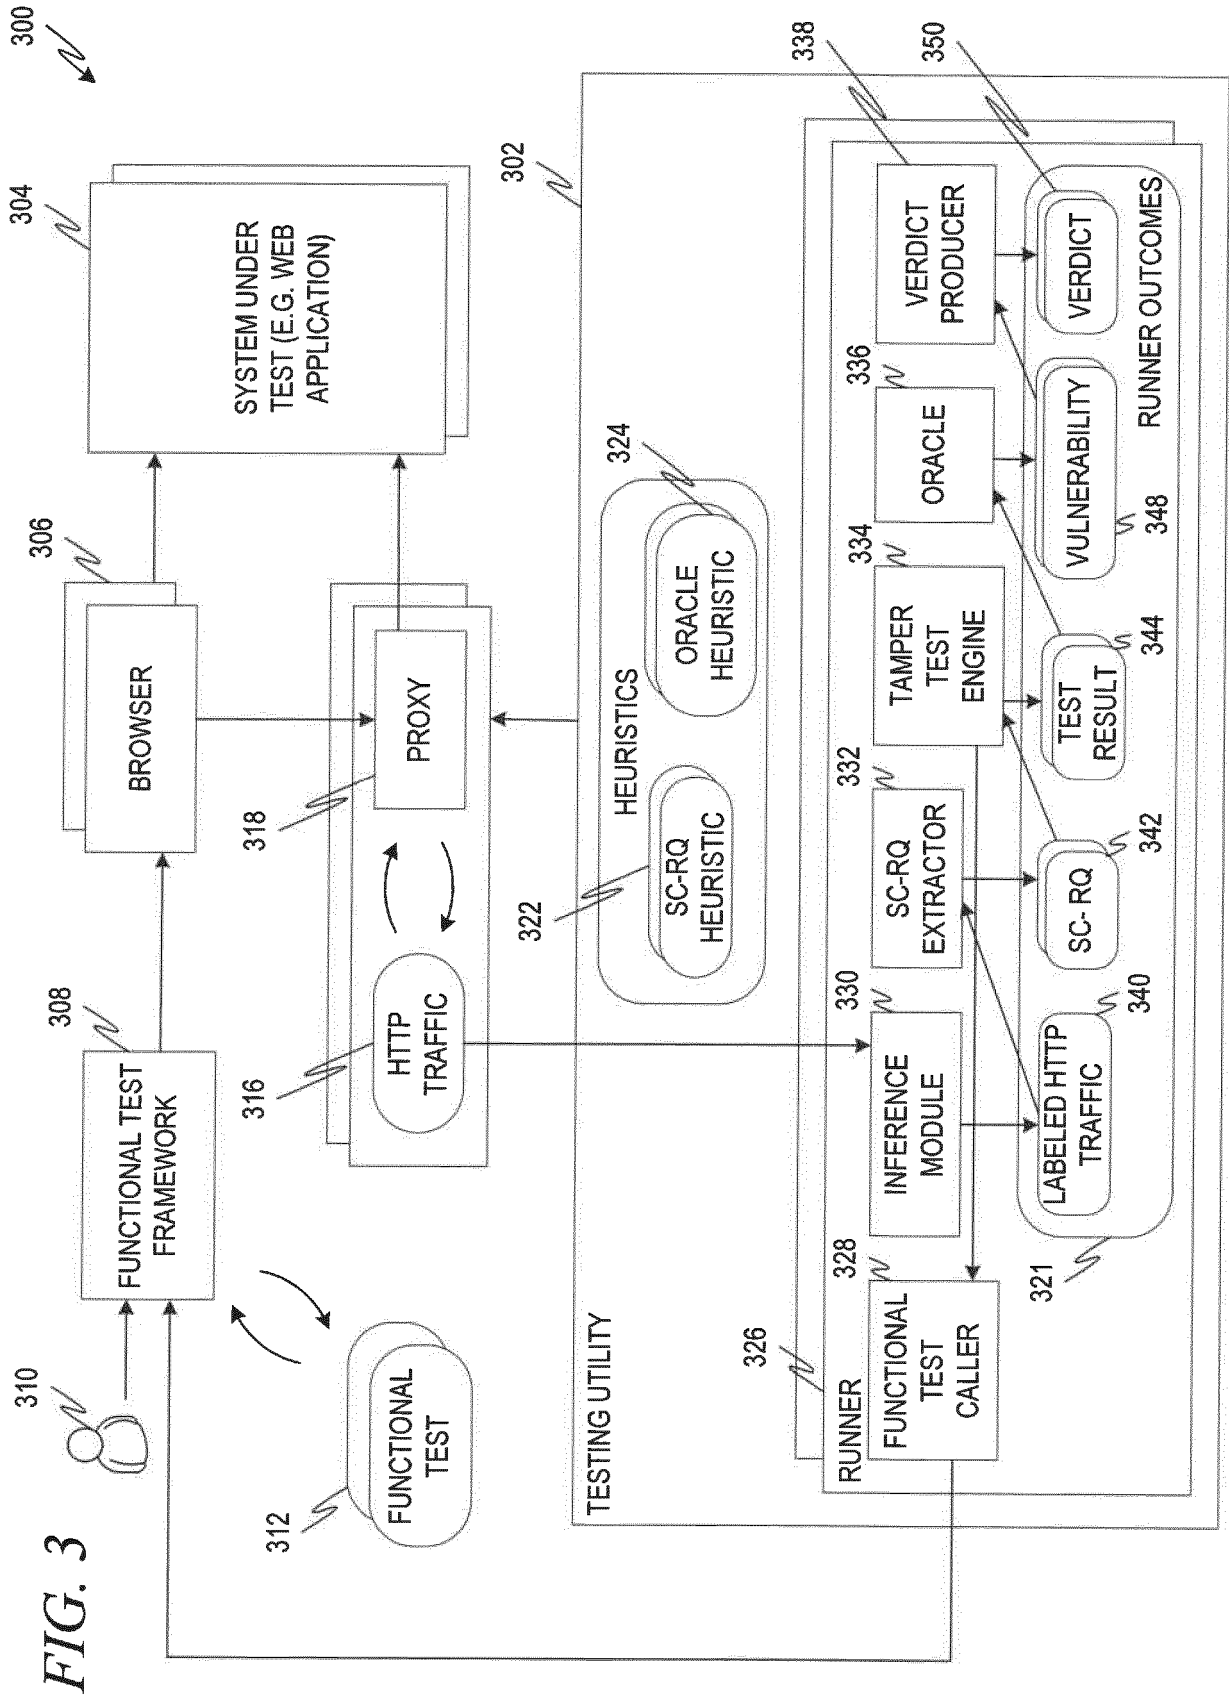 FIG. 3
300
310
308
FUNCTIONAL TEST
FRAMEWORK
306
BROWSER
304
SYSTEM UNDER
TEST (E.G. WEB
APPLICATION)
312
FUNCTIONAL
TEST
316
HTTP
TRAFFIC
318
PROXY
302
TESTING UTILITY
HEURISTICS
322
SC-RQ
HEURISTIC
324
ORACLE
HEURISTIC
326
RUNNER
328
FUNCTIONAL
TEST
CALLER
330
INFERENCE
MODULE
332
SC-RQ
EXTRACTOR
334
TAMPER
TEST
ENGINE
336
ORACLE
338
VERDICT
PRODUCER
321
340
LABELED HTTP
TRAFFIC
342
SC- RQ
344
TEST
RESULT
348
VULNERABILITY
350
VERDICT
RUNNER OUTCOMES